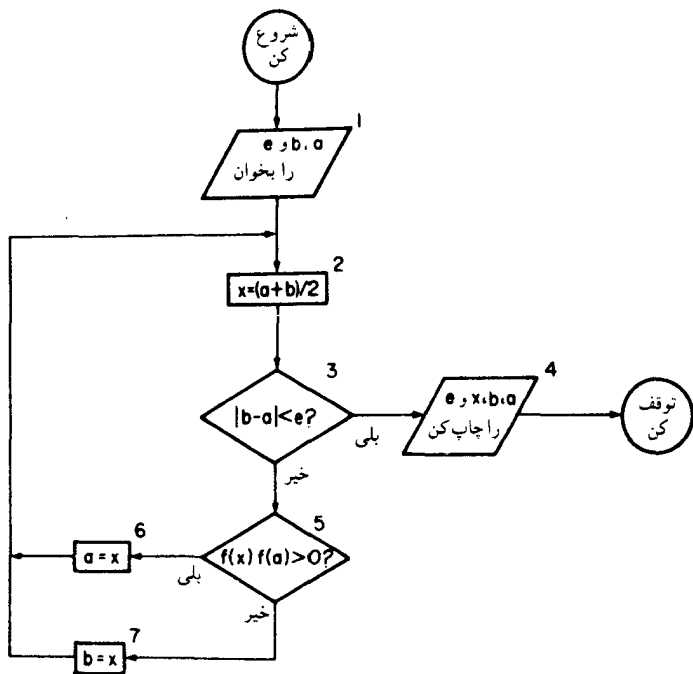 شروع
کن
1
a ، b و e
را بخوان
2
x=(a+b)/2
3
|b-a|<e?
بلی
4
a،b،x و e
را چاپ کن
توقف
کن
خیر
5
f(x) f(a)>0?
بلی
6
a = x
خیر
7
b = x